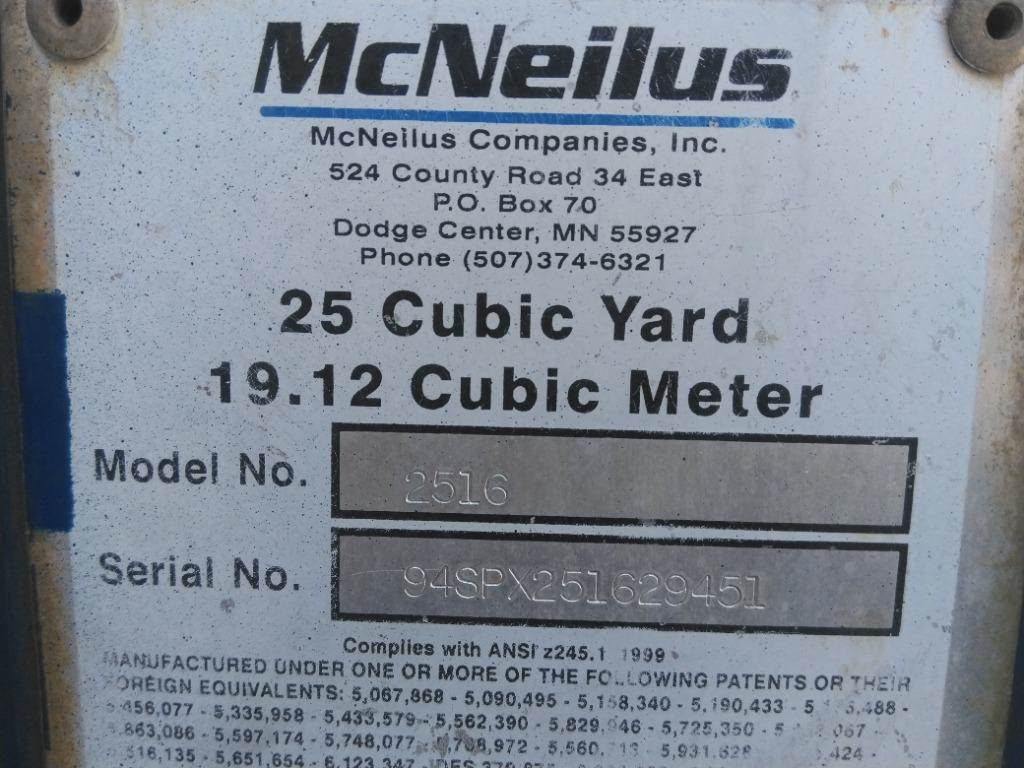 McNeilus
McNeilus Companies, Inc.
524 County Road 34 East
P.O. Box 70
Dodge Center, MN 55927
Phone (507)374-6321
25 Cubic Yard
19.12 Cubic Meter
Model No. 2516
Serial No. 94SPX251629451
Complies with ANSI z245.1 1999
MANUFACTURED UNDER ONE OR MORE OF THE FOLLOWING PATENTS OR THEIR
FOREIGN EQUIVALENTS: 5,067,868 - 5,090,495 - 5,158,340 - 5,190,433 -
5,335,958 - 5,433,579 - 5,562,390 - 5,725,350 -
5,597,174 - 5,748,077 -
5,651,654 - 6,123,347